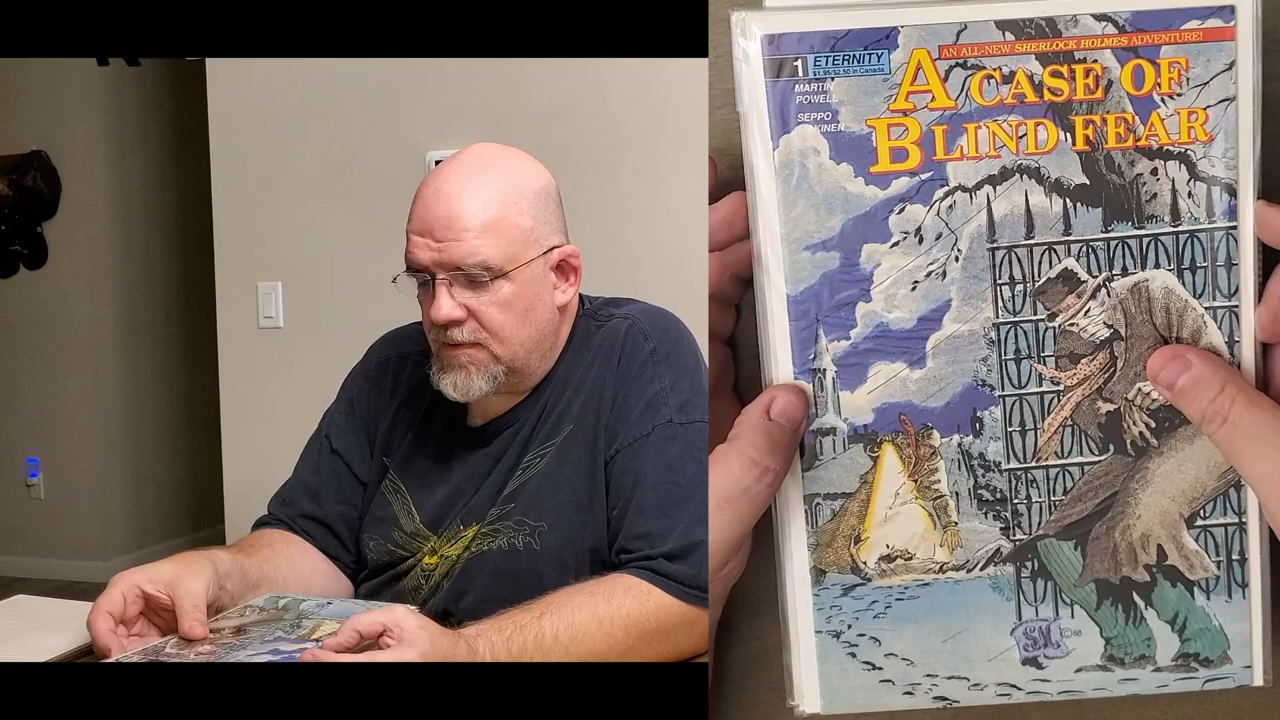 AN ALL-NEW SHERLOCK HOLMES ADVENTURE!
1 ETERNITY
$1.95/$2.50 in Canada
A CASE OF
BLIND FEAR
MARTIN
POWELL
SEPPO